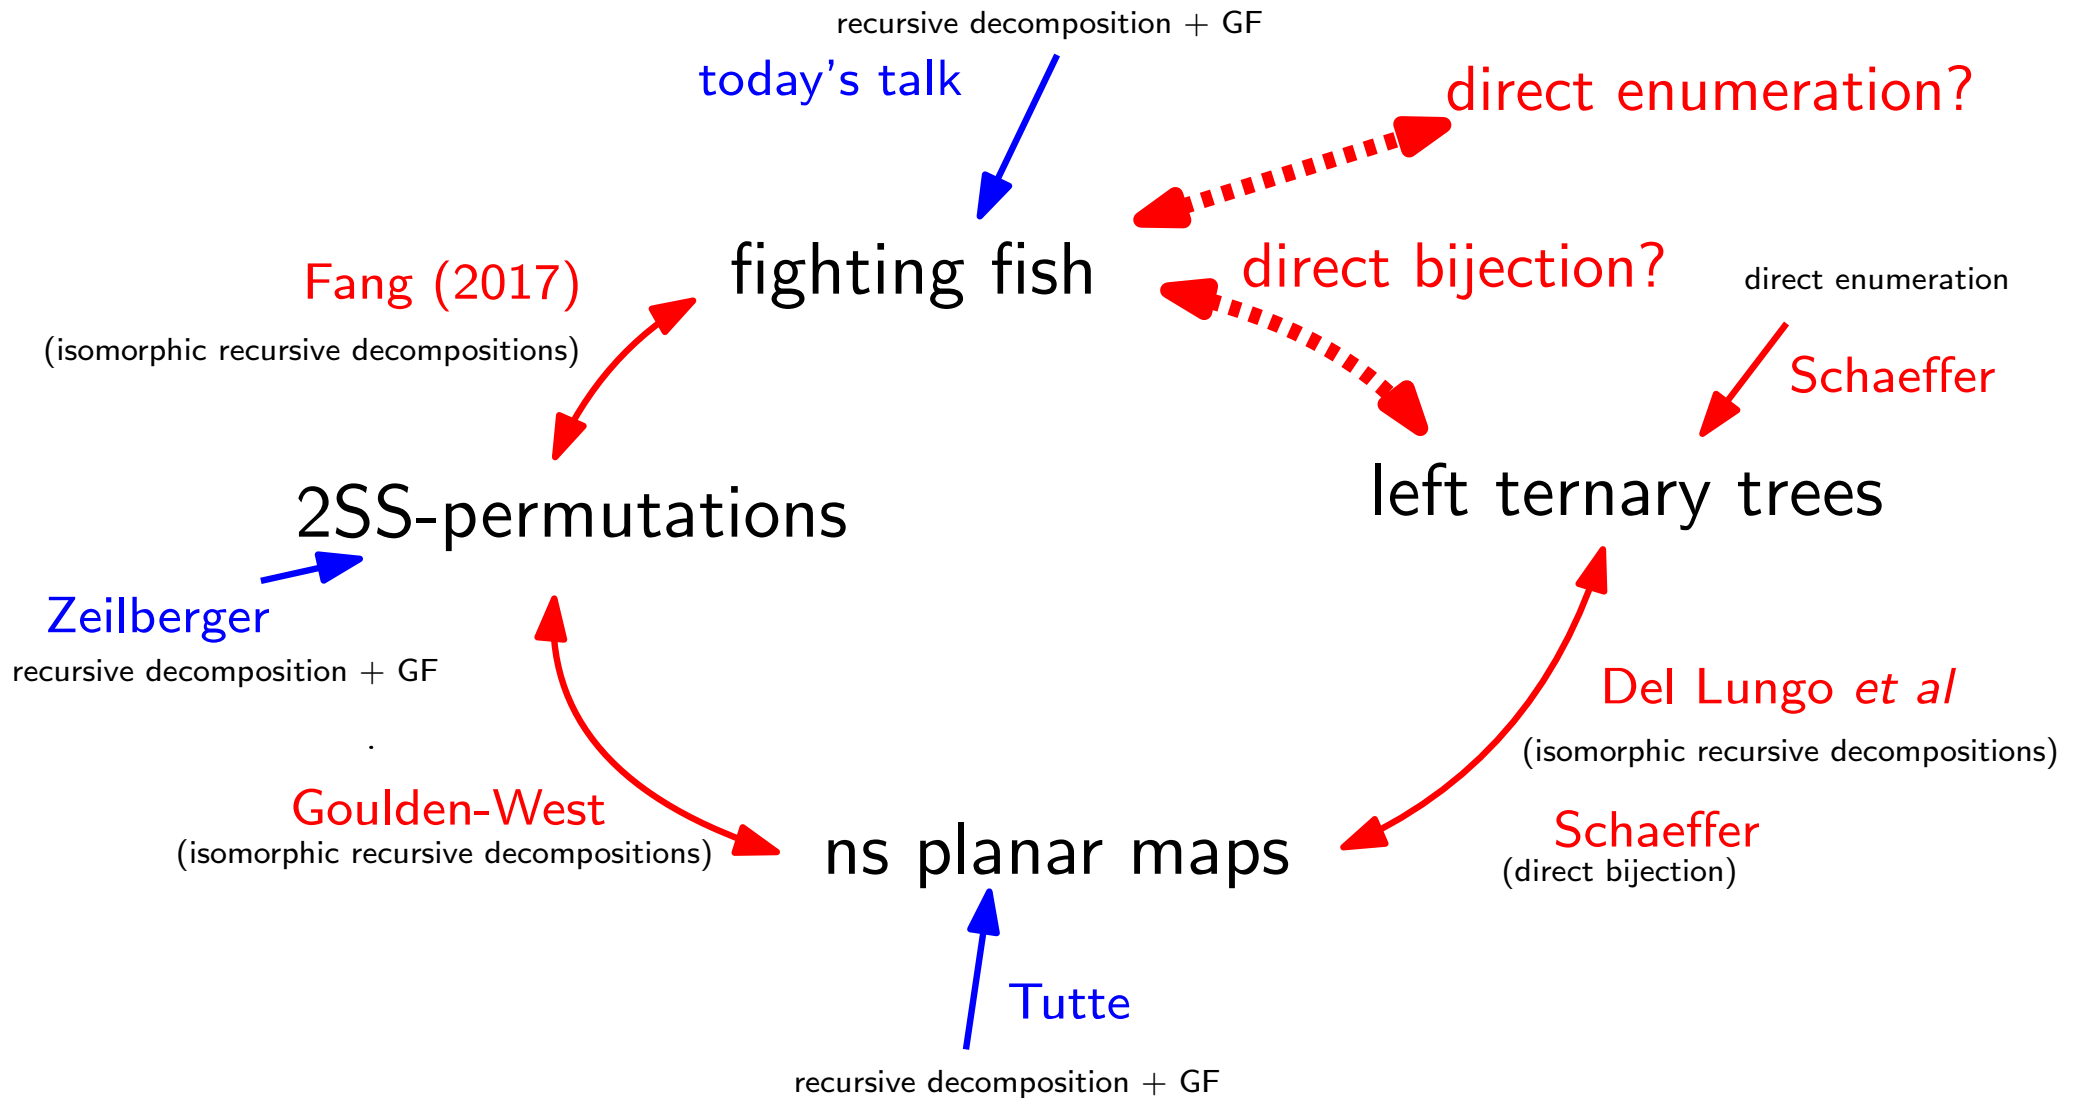 recursive decomposition + GF
today's talk
direct enumeration?
fighting fish
direct bijection?
Fang (2017)
(isomorphic recursive decompositions)
direct enumeration
Schaeffer
2SS-permutations
left ternary trees
Zeilberger
recursive decomposition + GF
.
Goulden-West
(isomorphic recursive decompositions)
Del Lungo et al
(isomorphic recursive decompositions)
Schaeffer
(direct bijection)
ns planar maps
Tutte
recursive decomposition + GF